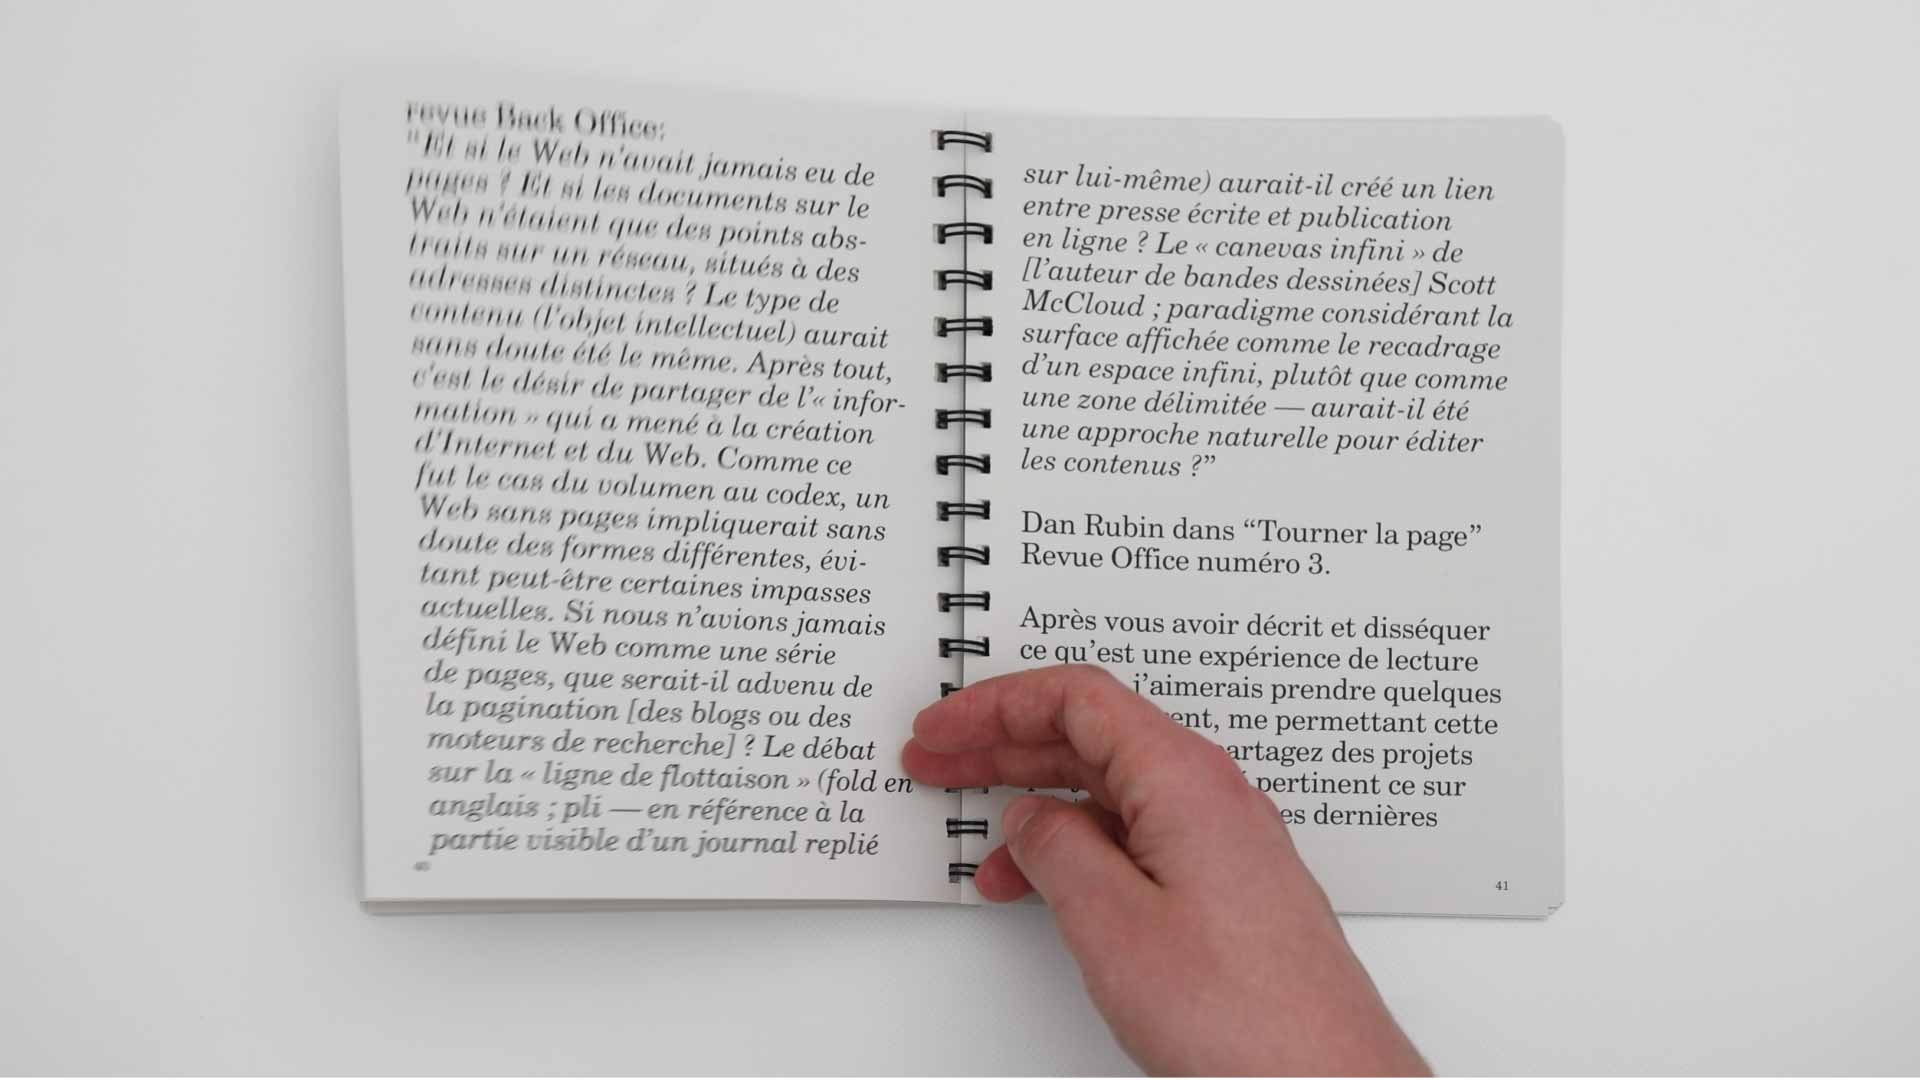 revue Back Office:
"Et si le Web n'avait jamais eu de
pages ? Et si les documents sur le
Web n'étaient que des points abs-
traits sur un réseau, situés à des
adresses distinctes ? Le type de
contenu (l'objet intellectuel) aurait
sans doute été le même. Après tout,
c'est le désir de partager de l'« infor-
mation » qui a mené à la création
d'Internet et du Web. Comme ce
fut le cas du volumen au codex, un
Web sans pages impliquerait sans
doute des formes différentes, évi-
tant peut-être certaines impasses
actuelles. Si nous n'avions jamais
défini le Web comme une série
de pages, que serait-il advenu de
la pagination [des blogs ou des
moteurs de recherche] ? Le débat
sur la « ligne de flottaison » (fold en
anglais ; pli — en référence à la
partie visible d'un journal replié
40
sur lui-même) aurait-il créé un lien
entre presse écrite et publication
en ligne ? Le « canevas infini » de
[l'auteur de bandes dessinées] Scott
McCloud ; paradigme considérant la
surface affichée comme le recadrage
d'un espace infini, plutôt que comme
une zone délimitée — aurait-il été
une approche naturelle pour éditer
les contenus ?”
Dan Rubin dans “Tourner la page”
Revue Office numéro 3.
Après vous avoir décrit et disséquer
ce qu'est une expérience de lecture
j'aimerais prendre quelques
me permettant cette
partagez des projets
pertinent ce sur
dernières
41